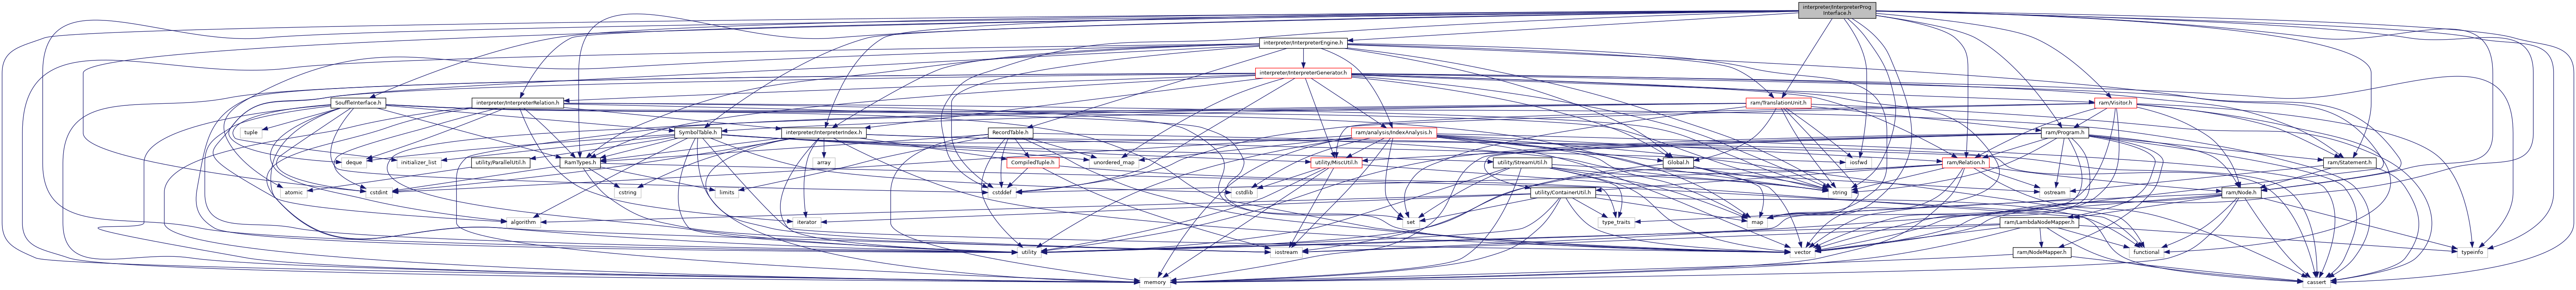 interpreter/InterpreterProg
Interface.h
interpreter/InterpreterEngine.h
interpreter/InterpreterGenerator.h
SouffleInterface.h
interpreter/InterpreterRelation.h
ram/TranslationUnit.h
ram/Visitor.h
tuple
SymbolTable.h
interpreter/InterpreterIndex.h
RecordTable.h
ram/analysis/IndexAnalysis.h
ram/Program.h
deque
initializer_list
utility/ParallelUtil.h
RamTypes.h
array
CompiledTuple.h
unordered_map
utility/MiscUtil.h
utility/StreamUtil.h
Global.h
iosfwd
ram/Relation.h
ram/Statement.h
atomic
cstdint
cstring
limits
cstddef
cstdlib
utility/ContainerUtil.h
string
ostream
ram/Node.h
algorithm
iterator
set
type_traits
map
ram/LambdaNodeMapper.h
utility
iostream
vector
ram/NodeMapper.h
functional
typeinfo
memory
cassert